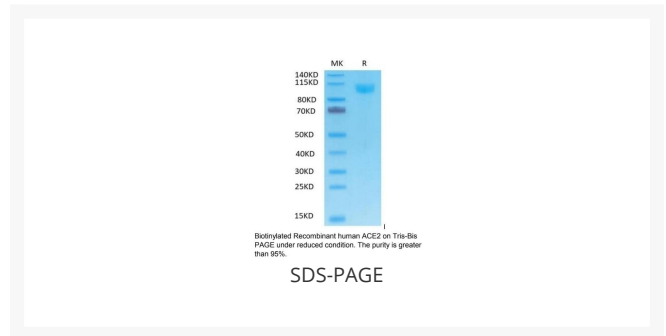 MK R
140KD
115KD
80KD
70KD
50KD
40KD
30KD
25KD
15KD
Biotinylated Recombinant human ACE2 on Tris-Bis
PAGE under reduced condition. The purity is greater
than 95%.
SDS-PAGE